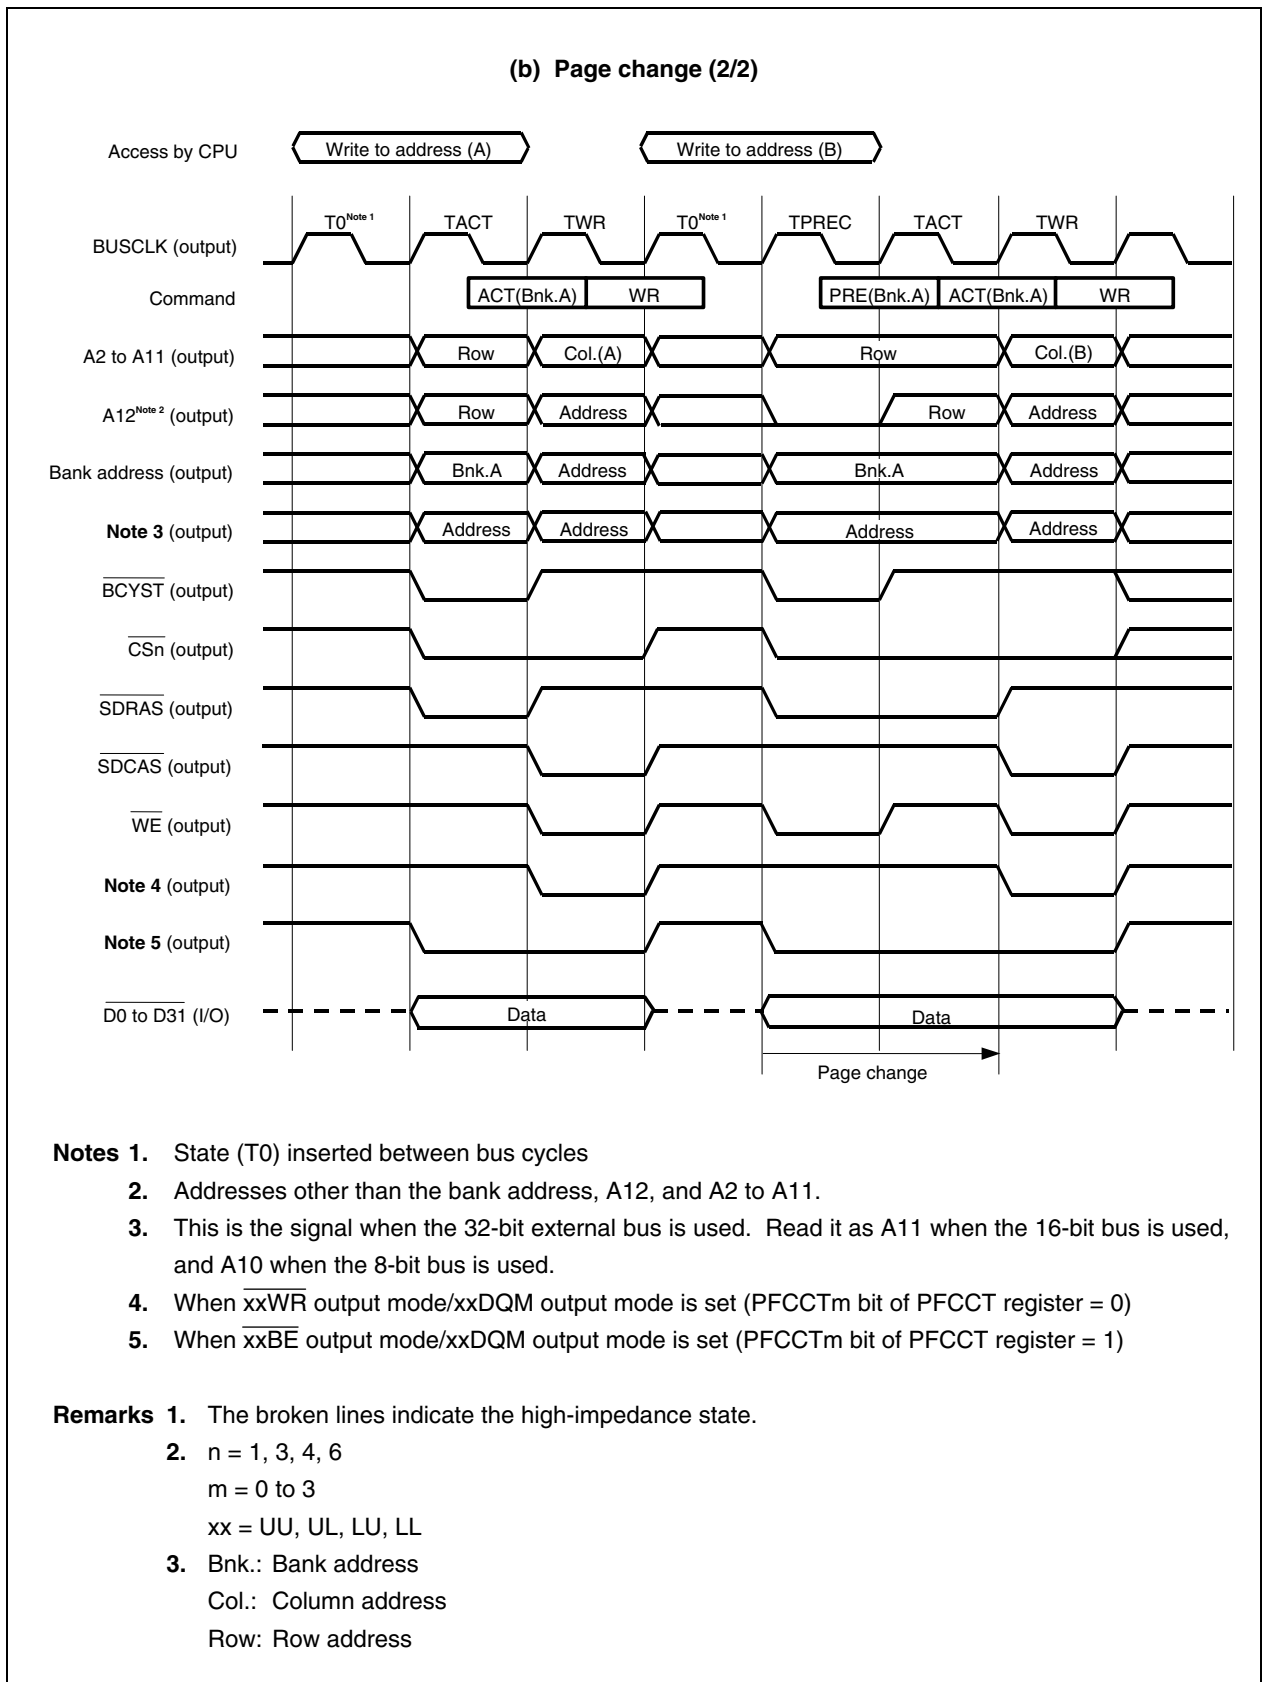 (b) Page change (2/2)
Access by CPU
Write to address (A)
Write to address (B)
T0 Note 1
TACT
TWR
T0 Note 1
TPREC
TACT
TWR
BUSCLK (output)
Command
ACT(Bnk.A)
WR
PRE(Bnk.A)
ACT(Bnk.A)
WR
A2 to A11 (output)
Row
Col.(A)
Row
Col.(B)
A12 Note 2 (output)
Row
Address
Row
Address
Bank address (output)
Bnk.A
Address
Bnk.A
Address
Note 3 (output)
Address
Address
Address
Address
BCYST (output)
CSn (output)
SDRAS (output)
SDCAS (output)
WE (output)
Note 4 (output)
Note 5 (output)
D0 to D31 (I/O)
Data
Data
Page change
Notes 1. State (T0) inserted between bus cycles
2. Addresses other than the bank address, A12, and A2 to A11.
3. This is the signal when the 32-bit external bus is used. Read it as A11 when the 16-bit bus is used,
and A10 when the 8-bit bus is used.
4. When xxWR output mode/xxDQM output mode is set (PFCCTm bit of PFCCT register = 0)
5. When xxBE output mode/xxDQM output mode is set (PFCCTm bit of PFCCT register = 1)
Remarks 1. The broken lines indicate the high-impedance state.
2. n = 1, 3, 4, 6
m = 0 to 3
xx = UU, UL, LU, LL
3. Bnk.: Bank address
Col.: Column address
Row: Row address